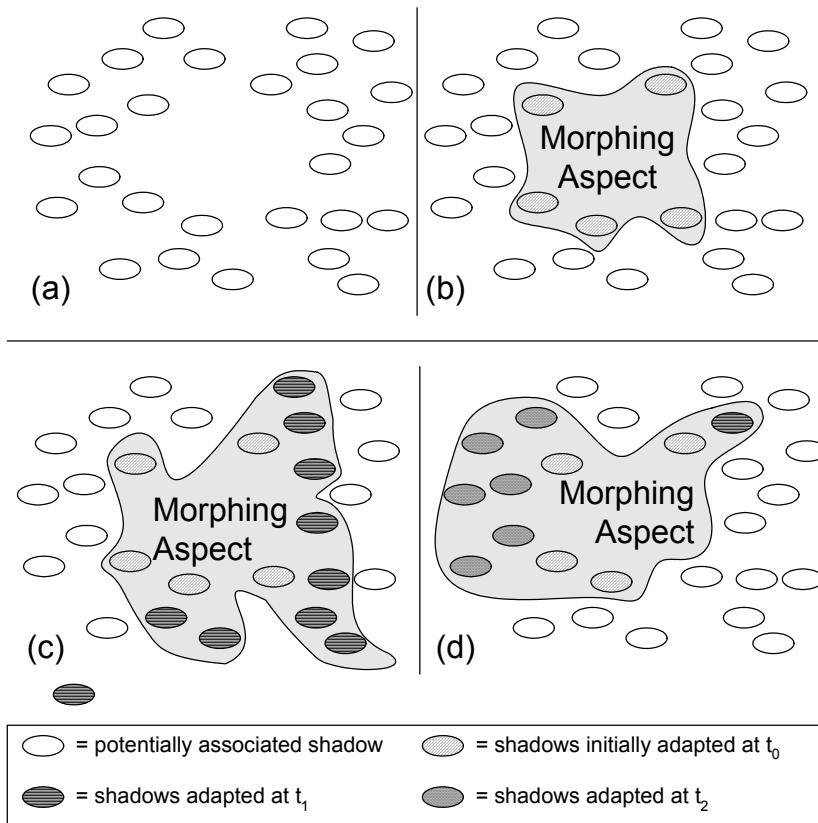 (a)
Morphing
Aspect
(b)
Morphing
Aspect
(c)
Morphing
Aspect
(d)
= potentially associated shadow
= shadows initially adapted at t₀
= shadows adapted at t₁
= shadows adapted at t₂